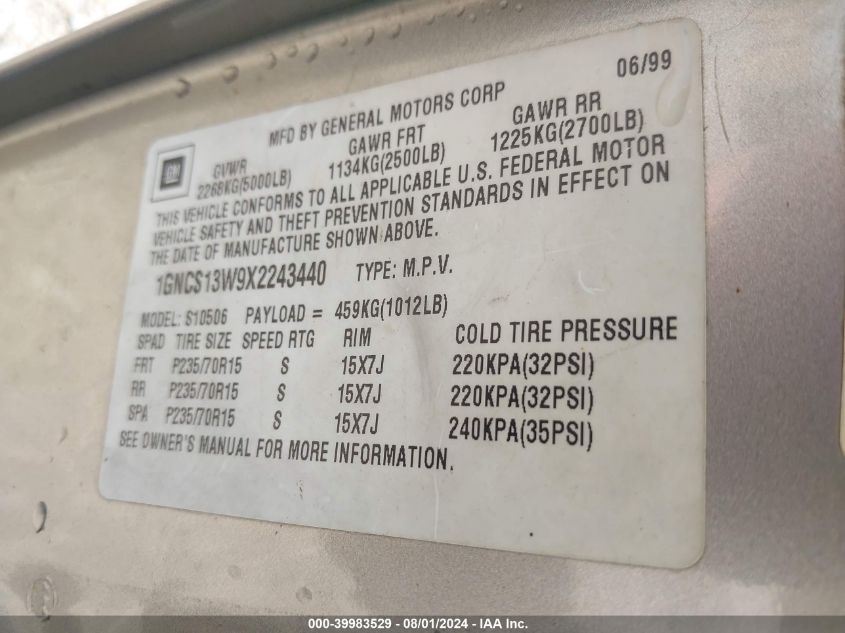 06/99
MFD BY GENERAL MOTORS CORP
GM
GVWR GAWR FRT GAWR RR
2268KG(5000LB) 1134KG(2500LB) 1225KG(2700LB)
THIS VEHICLE CONFORMS TO ALL APPLICABLE U.S. FEDERAL MOTOR
VEHICLE SAFETY AND THEFT PREVENTION STANDARDS IN EFFECT ON
THE DATE OF MANUFACTURE SHOWN ABOVE.
1GNCS13W9X2243440 TYPE: M.P.V.
MODEL: S10506 PAYLOAD = 459KG(1012LB)
SPAD TIRE SIZE SPEED RTG RIM COLD TIRE PRESSURE
FRT P235/70R15 S 15X7J 220KPA(32PSI)
RR P235/70R15 S 15X7J 220KPA(32PSI)
SPA P235/70R15 S 15X7J 240KPA(35PSI)
SEE OWNER'S MANUAL FOR MORE INFORMATION.
000-39983529 - 08/01/2024 - IAA Inc.